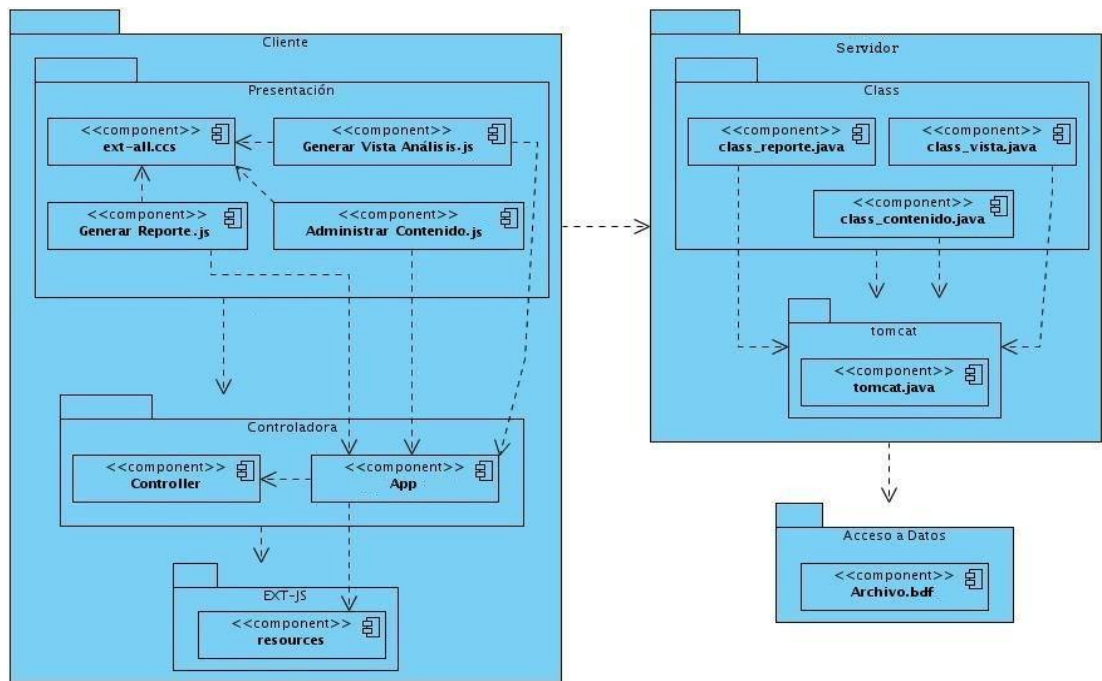 Cliente
Presentación
<<component>>
ext-all.ccs
<<component>>
Generar Vista Análisis.js
<<component>>
Generar Reporte.js
<<component>>
Administrar Contenido.js
Controladora
<<component>>
Controller
<<component>>
App
EXT-JS
<<component>>
resources
Servidor
Class
<<component>>
class_reporte.java
<<component>>
class_vista.java
<<component>>
class_contenido.java
tomcat
<<component>>
tomcat.java
Acceso a Datos
<<component>>
Archivo.bdf